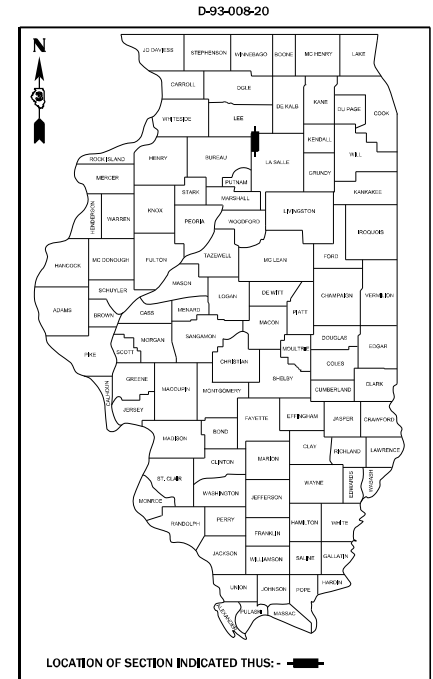 D-93-008-20
N
3
JO DAVIESS
STEPHENSON
WINNEBAGO
BOONE
MC HENRY
LAKE
CARROLL
OGLE
DE KALB
KANE
DU PAGE
COOK
WHITESIDE
LEE
KENDALL
WILL
ROCK ISLAND
HENRY
BUREAU
LA SALLE
GRUNDY
MERCER
PUTNAM
KANKAKEE
STARK
MARSHALL
HENDERSON
WARREN
KNOX
PEORIA
WOODFORD
LIVINGSTON
IROQUOIS
HANCOCK
MC DONOUGH
FULTON
TAZEWELL
MC LEAN
FORD
SCHUYLER
MASON
LOGAN
DE WITT
CHAMPAIGN
VERMILION
ADAMS
BROWN
CASS
MENARD
MACON
PIATT
MORGAN
SANGAMON
DOUGLAS
EDGAR
PIKE
SCOTT
CHRISTIAN
MOULTRIE
COLES
GREENE
MACOUPIN
MONTGOMERY
SHELBY
CUMBERLAND
CLARK
CALHOUN
JERSEY
FAYETTE
EFFINGHAM
JASPER
CRAWFORD
MADISON
BOND
CLAY
RICHLAND
LAWRENCE
CLINTON
MARION
ST. CLAIR
WAYNE
EDWARDS
WABASH
MONROE
WASHINGTON
JEFFERSON
RANDOLPH
PERRY
HAMILTON
WHITE
FRANKLIN
JACKSON
WILLIAMSON
SALINE
GALLATIN
UNION
JOHNSON
POPE
HARDIN
ALEXANDER
PULASKI
MASSAC
LOCATION OF SECTION INDICATED THUS: -